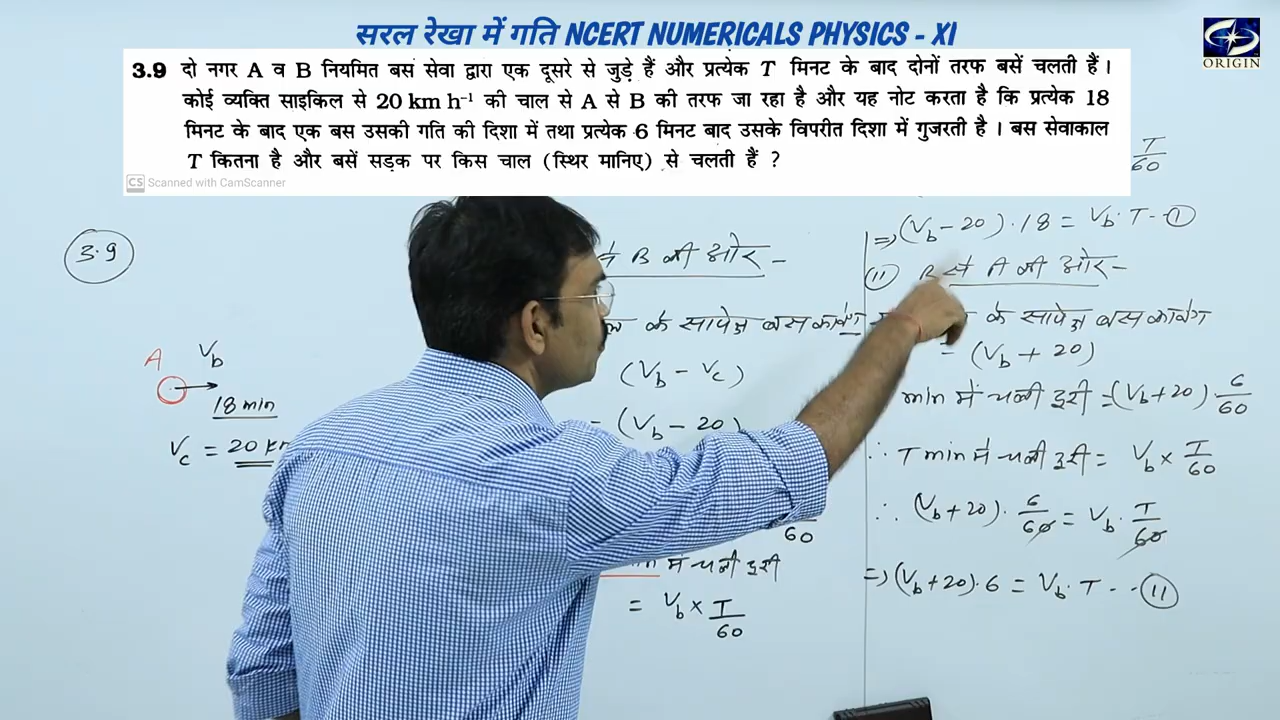 सरल रेखा में गति NCERT NUMERICALS PHYSICS - XI
ORIGIN
3.9 दो नगर A व B नियमित बस सेवा द्वारा एक दूसरे से जुड़े हैं और प्रत्येक T मिनट के बाद दोनों तरफ बसें चलती हैं।
कोई व्यक्ति साइकिल से 20 km h⁻¹ की चाल से A से B की तरफ जा रहा है और यह नोट करता है कि प्रत्येक 18
मिनट के बाद एक बस उसकी गति की दिशा में तथा प्रत्येक 6 मिनट बाद उसके विपरीत दिशा में गुजरती है। बस सेवाकाल
T कितना है और बसें सड़क पर किस चाल (स्थिर मानिए) से चलती हैं ?
CS Scanned with CamScanner
3.9
A V_b
18 min
V_c = 20 K
B की ओर -
के सापेक्ष बस का वेग
(V_b - V_c)
= (V_b - 20)
60
में चली दूरी
= V_b × T/60
T/60
⇒ (V_b - 20) · 18 = V_b · T -- ①
(II) B से A की ओर -
के सापेक्ष बस का वेग
= (V_b + 20)
min में चली दूरी = (V_b + 20) · 6/60
∴ T min में चली दूरी = V_b × T/60
∴ (V_b + 20) · 6/60 = V_b · T/60
⇒ (V_b + 20) · 6 = V_b · T -- (II)